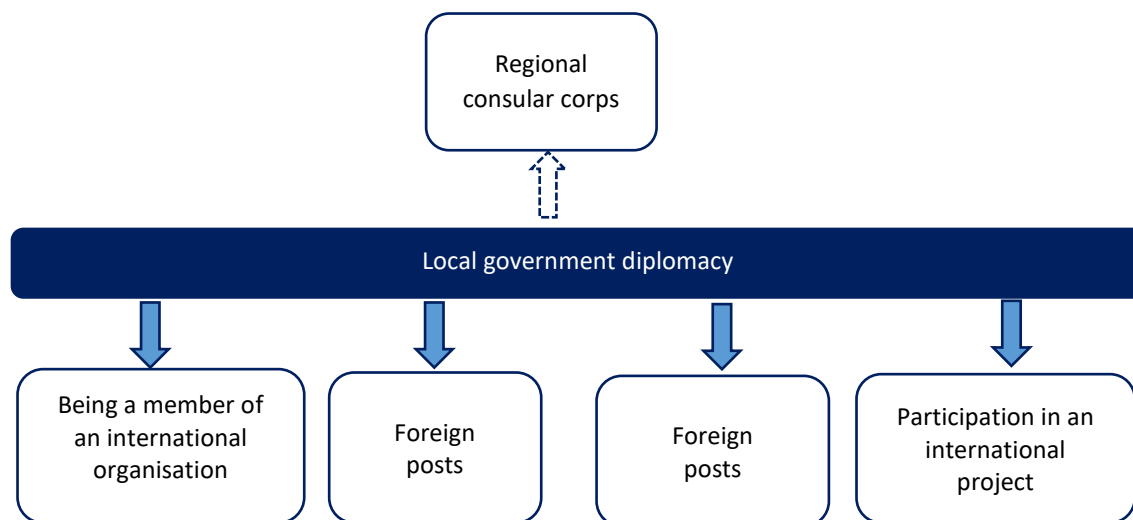 Regional
consular corps
Local government diplomacy
Being a member of
an international
organisation
Foreign
posts
Foreign
posts
Participation in an
international
project